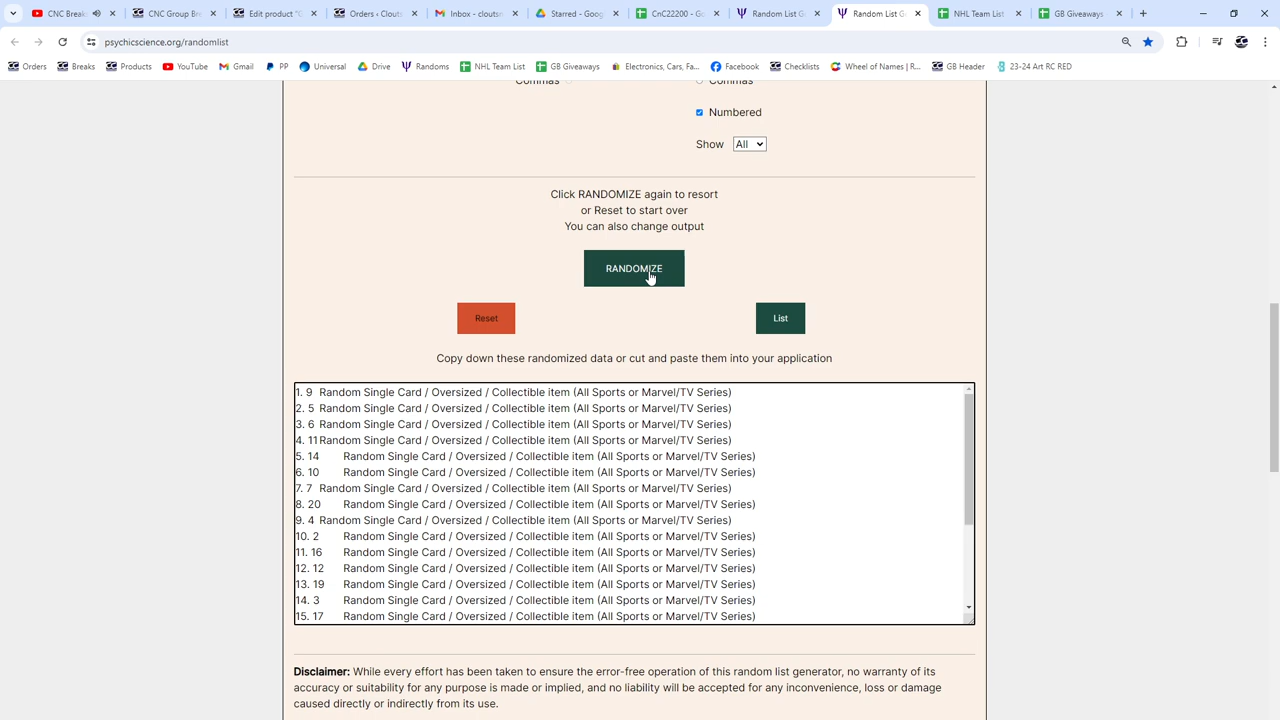 CNC Breaks
CNC Group Bre
Edit product "G
Orders < Clouts
Inbox - cloutsn
Starred - Goog
CnC22200 - Go
Random List Ge
Random List Ge
NHL Team List
GB Giveaways
psychicscience.org/randomlist
Orders
Breaks
Products
YouTube
Gmail
PP
Universal
Drive
Randoms
NHL Team List
GB Giveaways
Electronics, Cars, Fa...
Facebook
Checklists
Wheel of Names | R...
GB Header
23-24 Art RC RED
Commas
Commas
Numbered
Show All
Click RANDOMIZE again to resort
or Reset to start over
You can also change output
RANDOMIZE
Reset
List
Copy down these randomized data or cut and paste them into your application
1. 9 Random Single Card / Oversized / Collectible item (All Sports or Marvel/TV Series)
2. 5 Random Single Card / Oversized / Collectible item (All Sports or Marvel/TV Series)
3. 6 Random Single Card / Oversized / Collectible item (All Sports or Marvel/TV Series)
4. 11 Random Single Card / Oversized / Collectible item (All Sports or Marvel/TV Series)
5. 14 Random Single Card / Oversized / Collectible item (All Sports or Marvel/TV Series)
6. 10 Random Single Card / Oversized / Collectible item (All Sports or Marvel/TV Series)
7. 7 Random Single Card / Oversized / Collectible item (All Sports or Marvel/TV Series)
8. 20 Random Single Card / Oversized / Collectible item (All Sports or Marvel/TV Series)
9. 4 Random Single Card / Oversized / Collectible item (All Sports or Marvel/TV Series)
10. 2 Random Single Card / Oversized / Collectible item (All Sports or Marvel/TV Series)
11. 16 Random Single Card / Oversized / Collectible item (All Sports or Marvel/TV Series)
12. 12 Random Single Card / Oversized / Collectible item (All Sports or Marvel/TV Series)
13. 19 Random Single Card / Oversized / Collectible item (All Sports or Marvel/TV Series)
14. 3 Random Single Card / Oversized / Collectible item (All Sports or Marvel/TV Series)
15. 17 Random Single Card / Oversized / Collectible item (All Sports or Marvel/TV Series)
Disclaimer: While every effort has been taken to ensure the error-free operation of this random list generator, no warranty of its
accuracy or suitability for any purpose is made or implied, and no liability will be accepted for any inconvenience, loss or damage
caused directly or indirectly from its use.